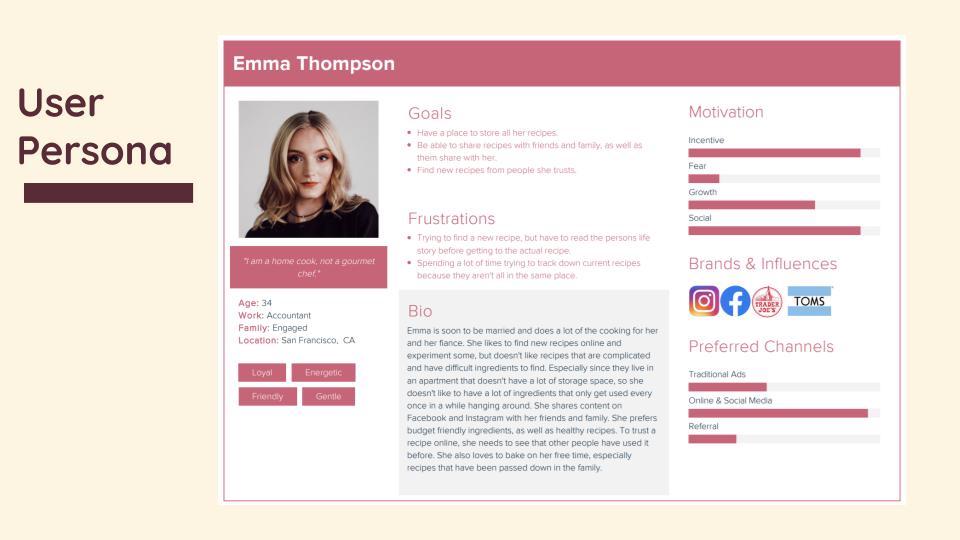 User
Persona
Emma Thompson
"I am a home cook, not a gourmet
chef."
Age: 34
Work: Accountant
Family: Engaged
Location: San Francisco, CA
Loyal
Energetic
Friendly
Gentle
Goals
Have a place to store all her recipes.
Be able to share recipes with friends and family, as well as
them share with her.
Find new recipes from people she trusts.
Frustrations
Trying to find a new recipe, but have to read the persons life
story before getting to the actual recipe.
Spending a lot of time trying to track down current recipes
because they aren't all in the same place.
Bio
Emma is soon to be married and does a lot of the cooking for her
and her fiance. She likes to find new recipes online and
experiment some, but doesn't like recipes that are complicated
and have difficult ingredients to find. Especially since they live in
an apartment that doesn't have a lot of storage space, so she
doesn't like to have a lot of ingredients that only get used every
once in a while hanging around. She shares content on
Facebook and Instagram with her friends and family. She prefers
budget friendly ingredients, as well as healthy recipes. To trust a
recipe online, she needs to see that other people have used it
before. She also loves to bake on her free time, especially
recipes that have been passed down in the family.
Motivation
Incentive
Fear
Growth
Social
Brands & Influences
TRADER
JOE'S
TOMS
Preferred Channels
Traditional Ads
Online & Social Media
Referral